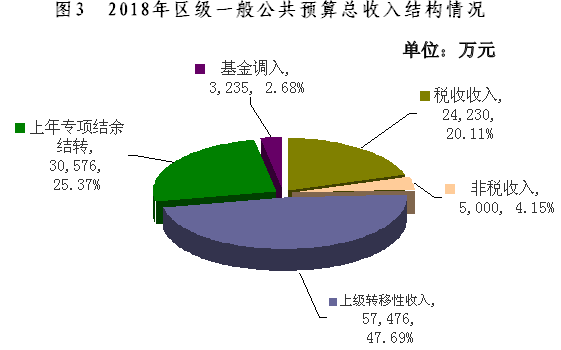 图3 2018年区级一般公共预算总收入结构情况
单位：万元
基金调入,
3,235, 2.68%
税收收入,
24,230,
20.11%
上年专项结余
结转,
30,576,
25.37%
非税收入,
5,000, 4.15%
上级转移性收入,
57,476,
47.69%